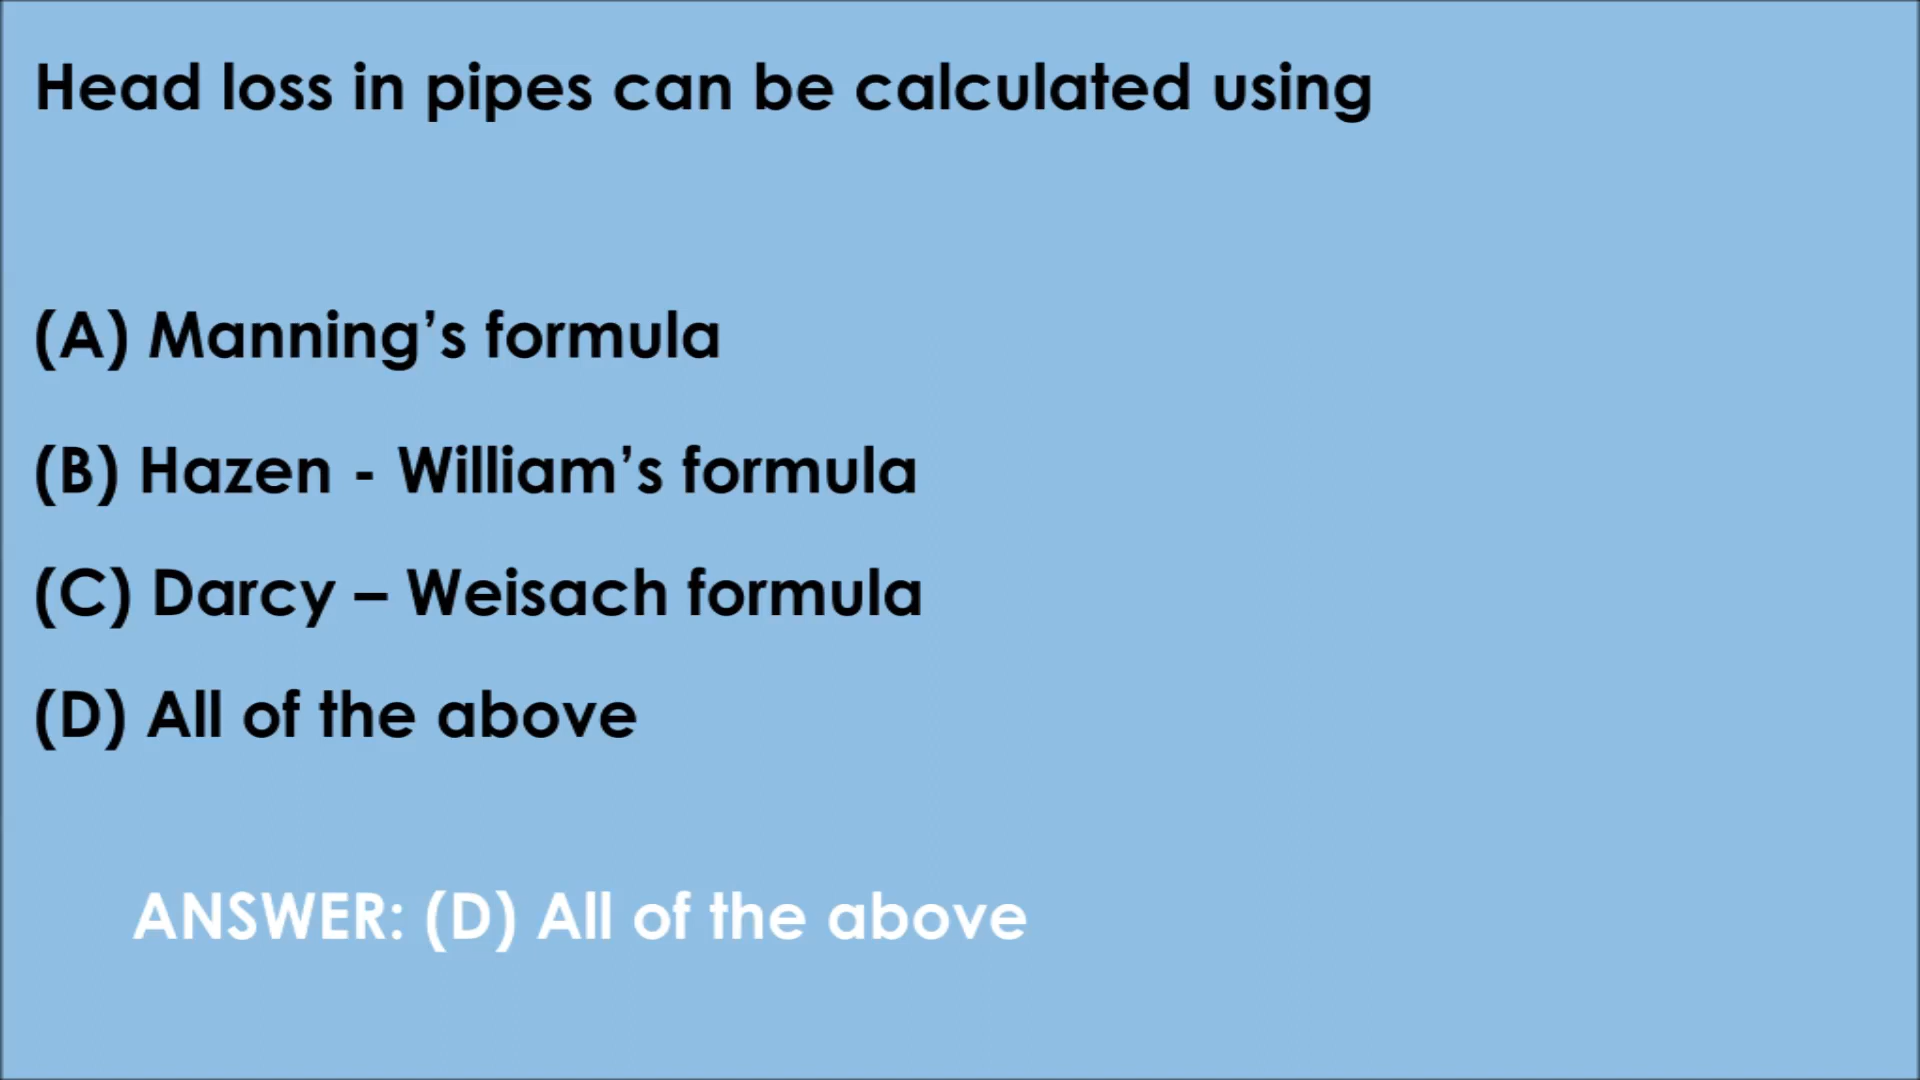 Head loss in pipes can be calculated using
(A) Manning’s formula
(B) Hazen - William’s formula
(C) Darcy – Weisach formula
(D) All of the above
ANSWER: (D) All of the above